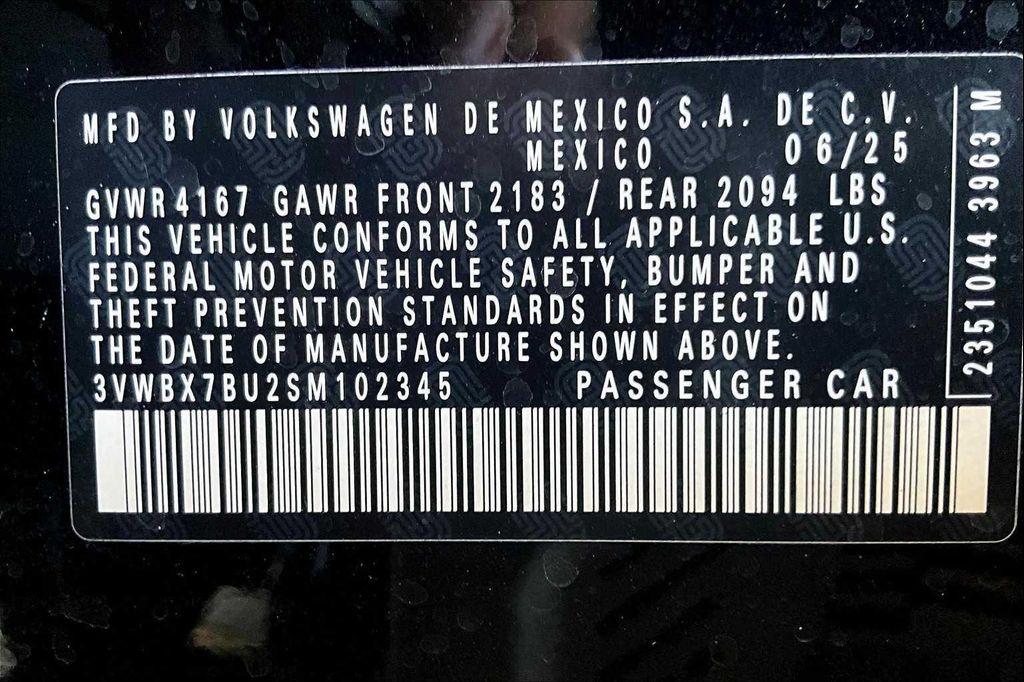 MFD BY VOLKSWAGEN DE MEXICO S.A. DE C.V.
MEXICO 06/25
GVWR 4167 GAWR FRONT 2183 / REAR 2094 LBS
THIS VEHICLE CONFORMS TO ALL APPLICABLE U.S.
FEDERAL MOTOR VEHICLE SAFETY, BUMPER AND
THEFT PREVENTION STANDARDS IN EFFECT ON
THE DATE OF MANUFACTURE SHOWN ABOVE.
3VWBX7BU2SM102345 PASSENGER CAR
2351044 3963 M